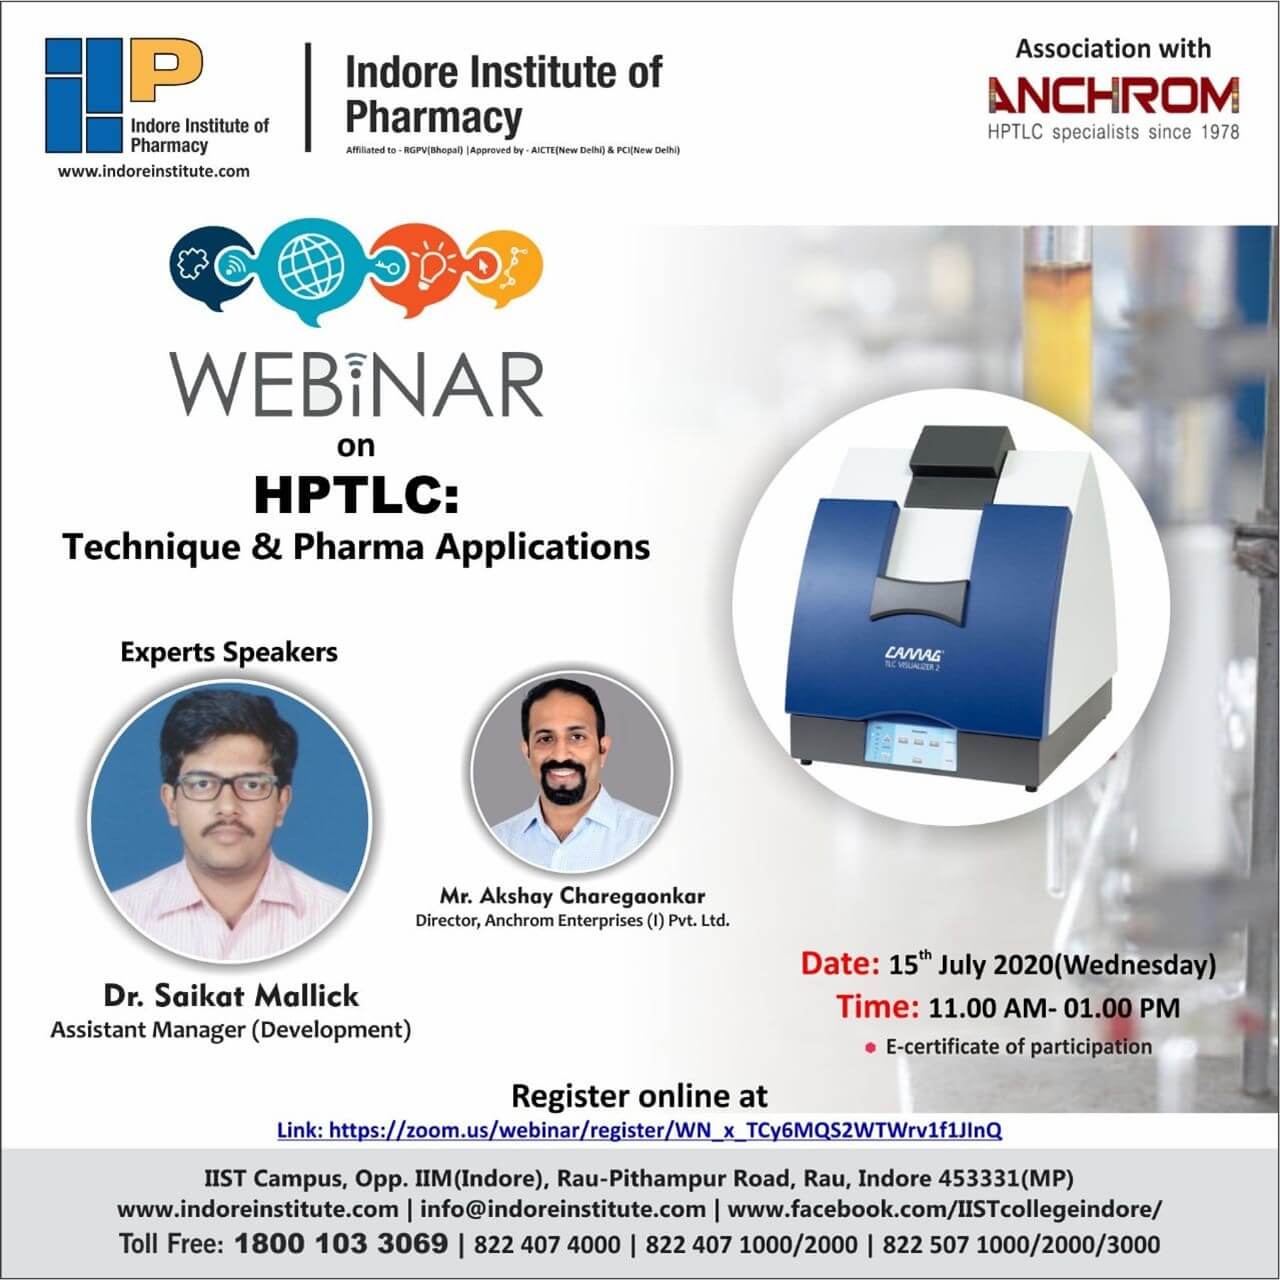 IIP
Indore Institute of
Pharmacy
www.indoreinstitute.com
Indore Institute of
Pharmacy
Affiliated to - RGPV(Bhopal) |Approved by - AICTE(New Delhi) & PCI(New Delhi)
Association with
ANCHROM
HPTLC specialists since 1978
WEBiNAR
on
HPTLC:
Technique & Pharma Applications
CAMAG
TLC VISUALIZER 2
Experts Speakers
Mr. Akshay Charegaonkar
Director, Anchrom Enterprises (I) Pvt. Ltd.
Dr. Saikat Mallick
Assistant Manager (Development)
Date: 15th July 2020(Wednesday)
Time: 11.00 AM- 01.00 PM
E-certificate of participation
Register online at
Link: https://zoom.us/webinar/register/WN_x_TCy6MQS2WTWrv1f1JInQ
IIST Campus, Opp. IIM(Indore), Rau-Pithampur Road, Rau, Indore 453331(MP)
www.indoreinstitute.com | info@indoreinstitute.com | www.facebook.com/IISTcollegeindore/
Toll Free: 1800 103 3069 | 822 407 4000 | 822 407 1000/2000 | 822 507 1000/2000/3000